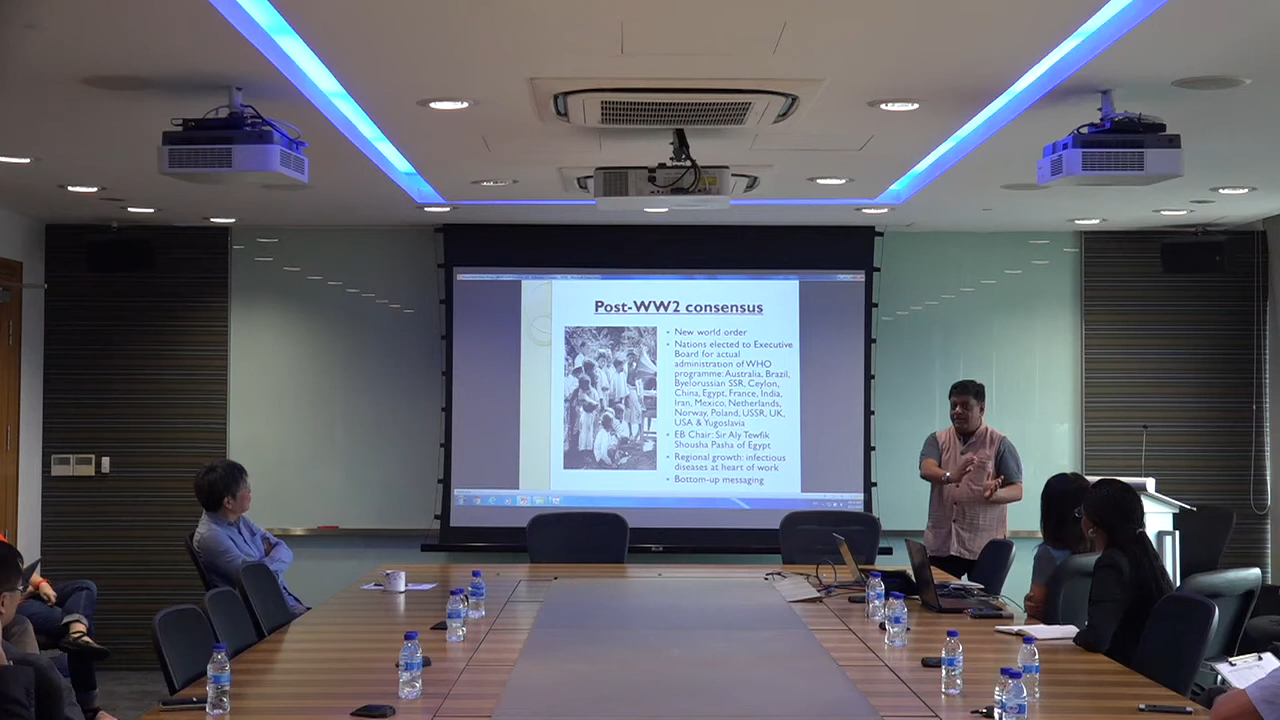 Post-WW2 consensus
• New world order
• Nations elected to Executive
Board for actual
administration of WHO
programme: Australia, Brazil,
Byelorussian SSR, Ceylon,
China, Egypt, France, India,
Iran, Mexico, Netherlands,
Norway, Poland, USSR, UK,
USA & Yugoslavia
• EB Chair: Sir Aly Tewfik
Shousha Pasha of Egypt
• Regional growth: infectious
diseases at heart of work
• Bottom-up messaging